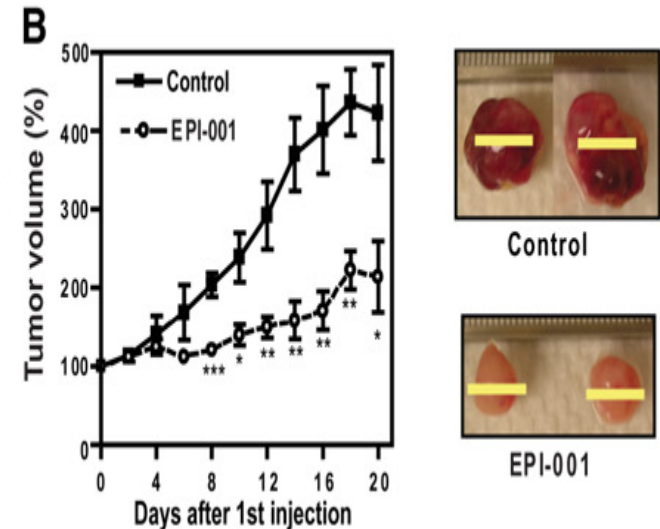 B
Tumor volume (%)
500
400
300
200
100
0
Control
EPI-001
***
*
**
**
**
**
*
0 4 8 12 16 20
Days after 1st injection
Control
EPI-001